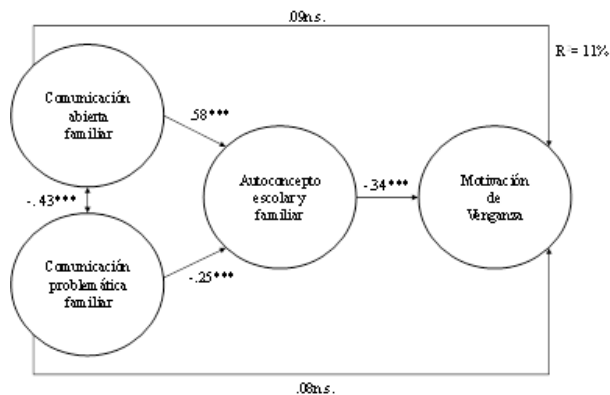 .09n.s.
R²= 11%
Comunicación
abierta
familiar
.58***
Autoconcepto
escolar y
familiar
-.34***
Motivación
de
Venganza
-.43***
Comunicación
problemática
familiar
-.25***
.08n.s.